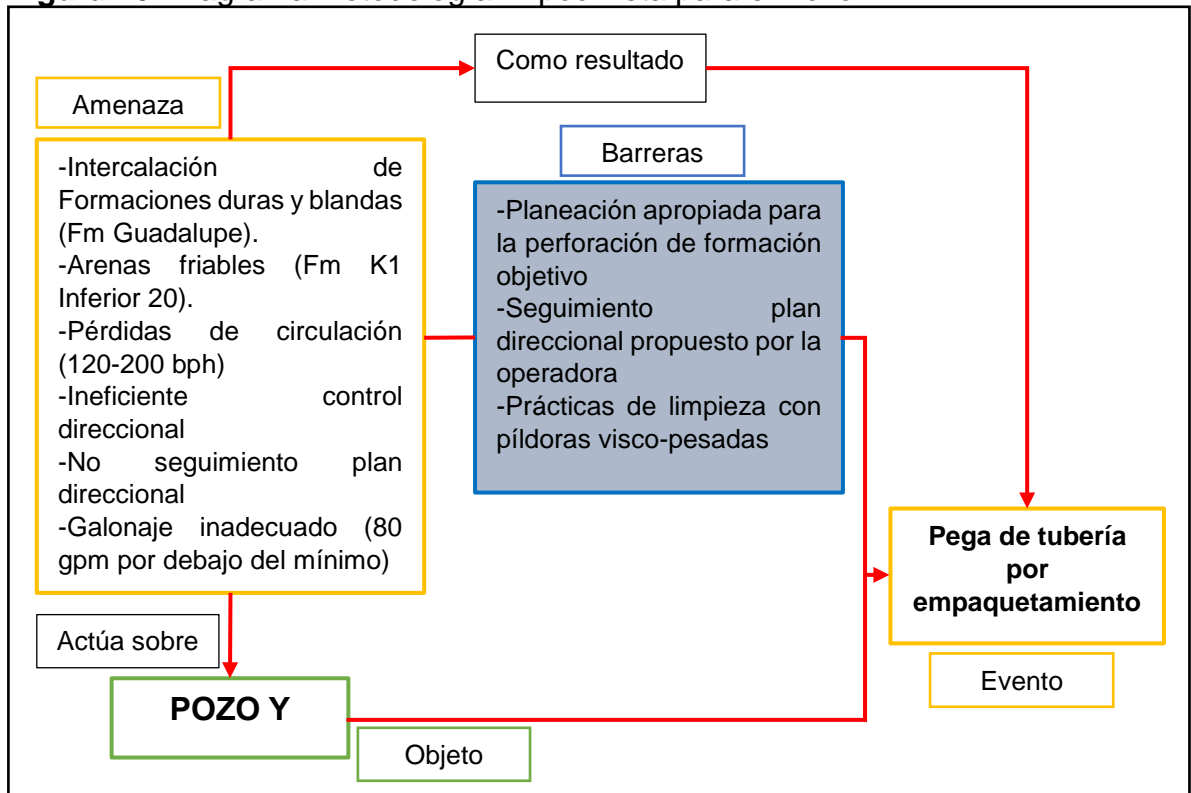 Como resultado
Amenaza
-Intercalación de
Formaciones duras y blandas
(Fm Guadalupe).
-Arenas friables (Fm K1
Inferior 20).
-Pérdidas de circulación
(120-200 bph)
-Ineficiente control
direccional
-No seguimiento plan
direccional
-Galonaje inadecuado (80
gpm por debajo del mínimo)
Barreras
-Planeación apropiada para
la perforación de formación
objetivo
-Seguimiento plan
direccional propuesto por la
operadora
-Prácticas de limpieza con
píldoras visco-pesadas
Pega de tubería
por
empaquetamiento
Evento
Actúa sobre
POZO Y
Objeto